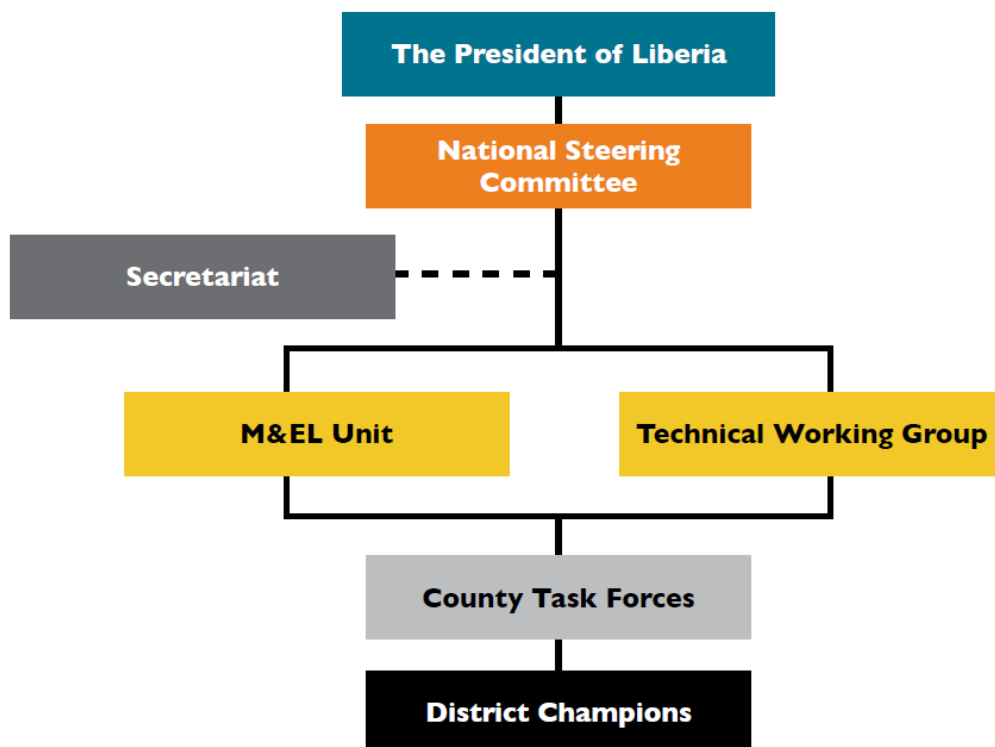 The President of Liberia
National Steering
Committee
Secretariat
M&EL Unit
Technical Working Group
County Task Forces
District Champions